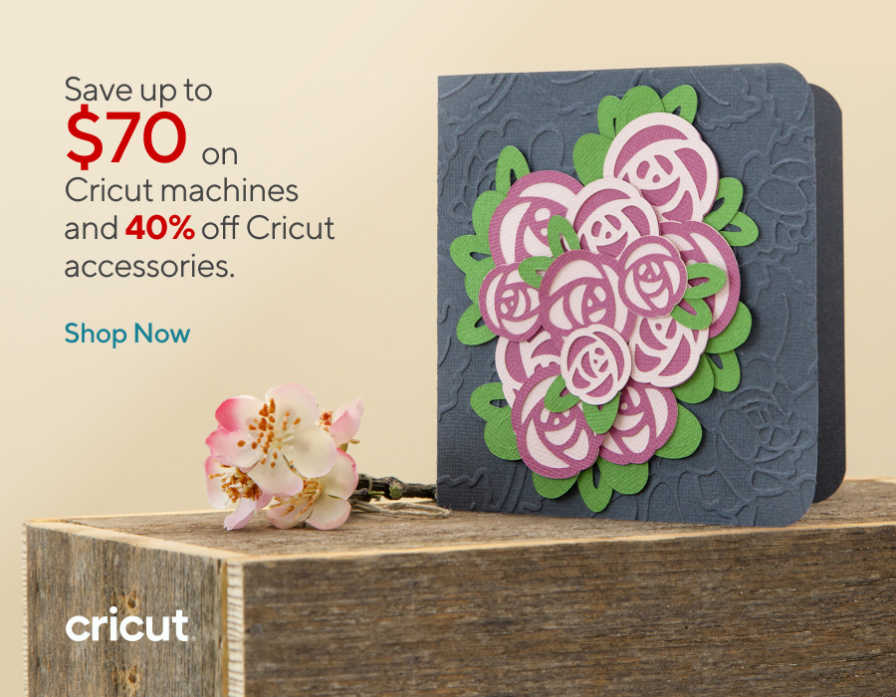 Save up to
$70 on
Cricut machines
and 40% off Cricut
accessories.
Shop Now
cricut